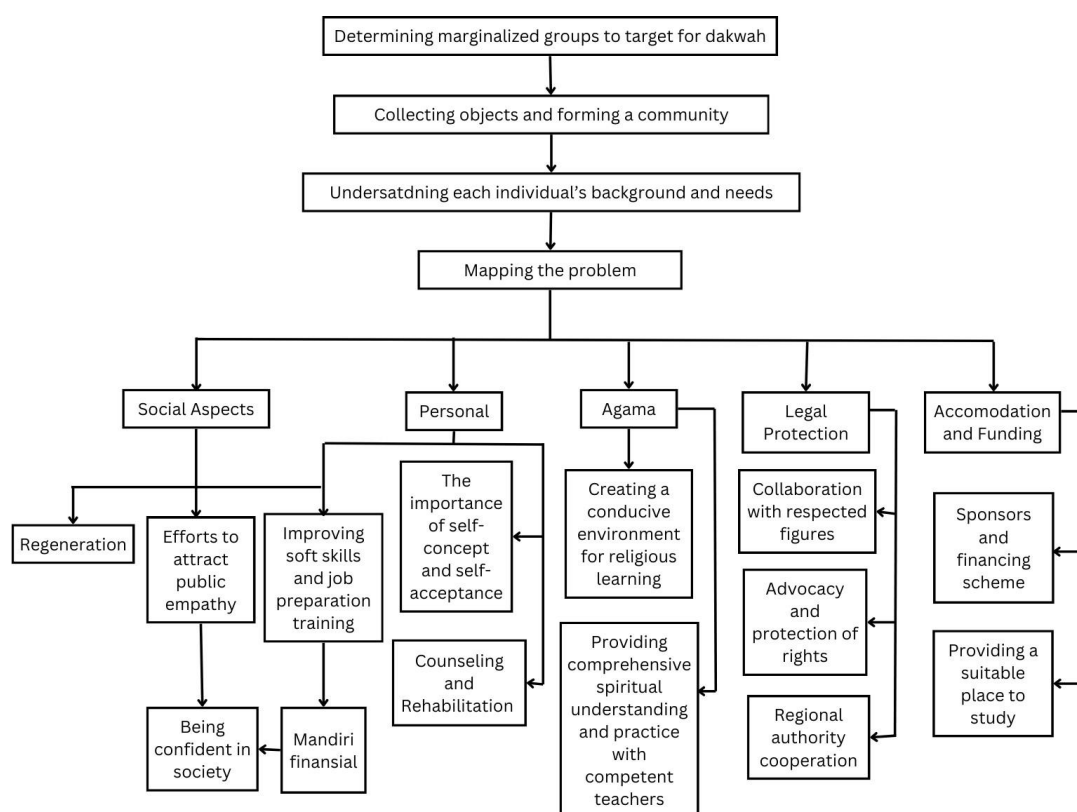 Determining marginalized groups to target for dakwah
Collecting objects and forming a community
Undersatdning each individual's background and needs
Mapping the problem
Social Aspects
Personal
Agama
Legal
Protection
Accomodation
and Funding
Regeneration
Efforts to
attract
public
empathy
Improving
soft skills
and job
preparation
training
The
importance
of self-
concept
and self-
acceptance
Creating a
conducive
environment
for religious
learning
Collaboration
with respected
figures
Sponsors
and
financing
scheme
Being
confident in
society
Mandiri
finansial
Counseling
and
Rehabilitation
Providing
comprehensive
spiritual
understanding
and practice
with
competent
teachers
Advocacy
and
protection of
rights
Regional
authority
cooperation
Providing a
suitable
place to
study